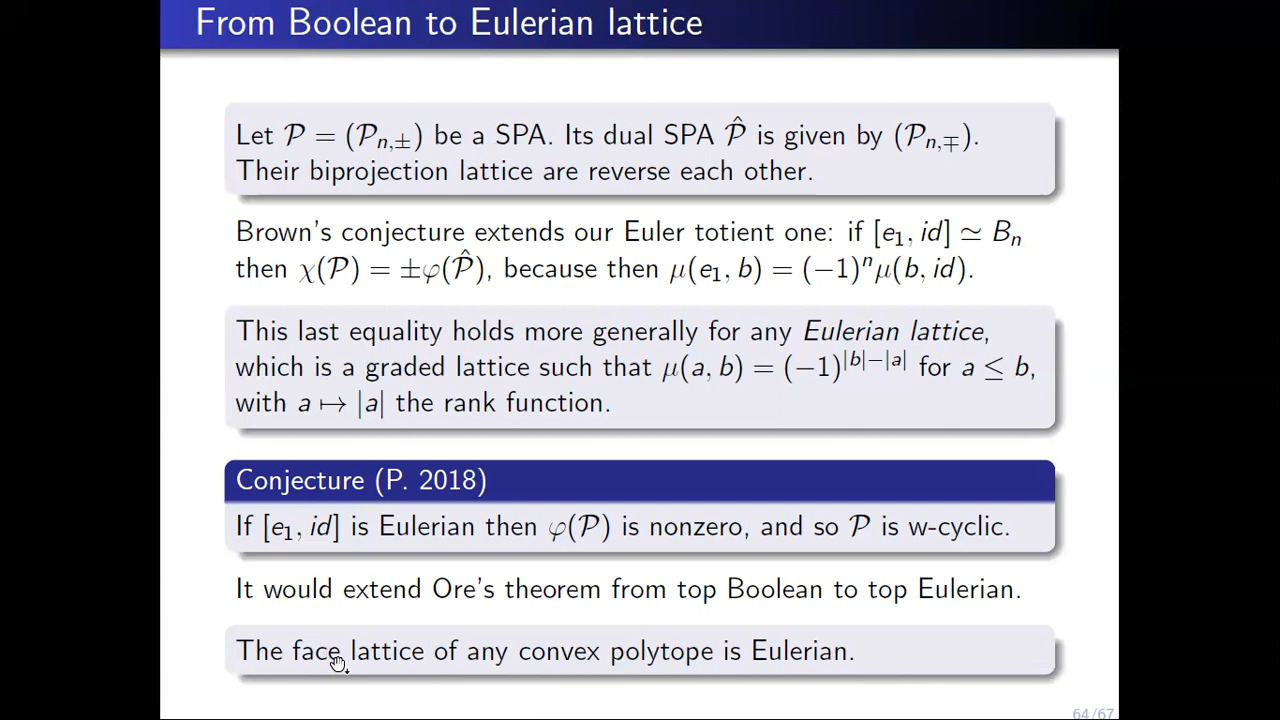 From Boolean to Eulerian lattice
Let 𝒫 = (𝒫ₙ,±) be a SPA. Its dual SPA 𝒫̂ is given by (𝒫ₙ,∓).
Their biprojection lattice are reverse each other.
Brown's conjecture extends our Euler totient one: if [e₁, id] ≃ Bₙ
then χ(𝒫) = ±φ(𝒫̂), because then μ(e₁, b) = (−1)ⁿμ(b, id).
This last equality holds more generally for any Eulerian lattice,
which is a graded lattice such that μ(a, b) = (−1)^{|b|−|a|} for a ≤ b,
with a ↦ |a| the rank function.
Conjecture (P. 2018)
If [e₁, id] is Eulerian then φ(𝒫) is nonzero, and so 𝒫 is w-cyclic.
It would extend Ore's theorem from top Boolean to top Eulerian.
The face lattice of any convex polytope is Eulerian.
64/67